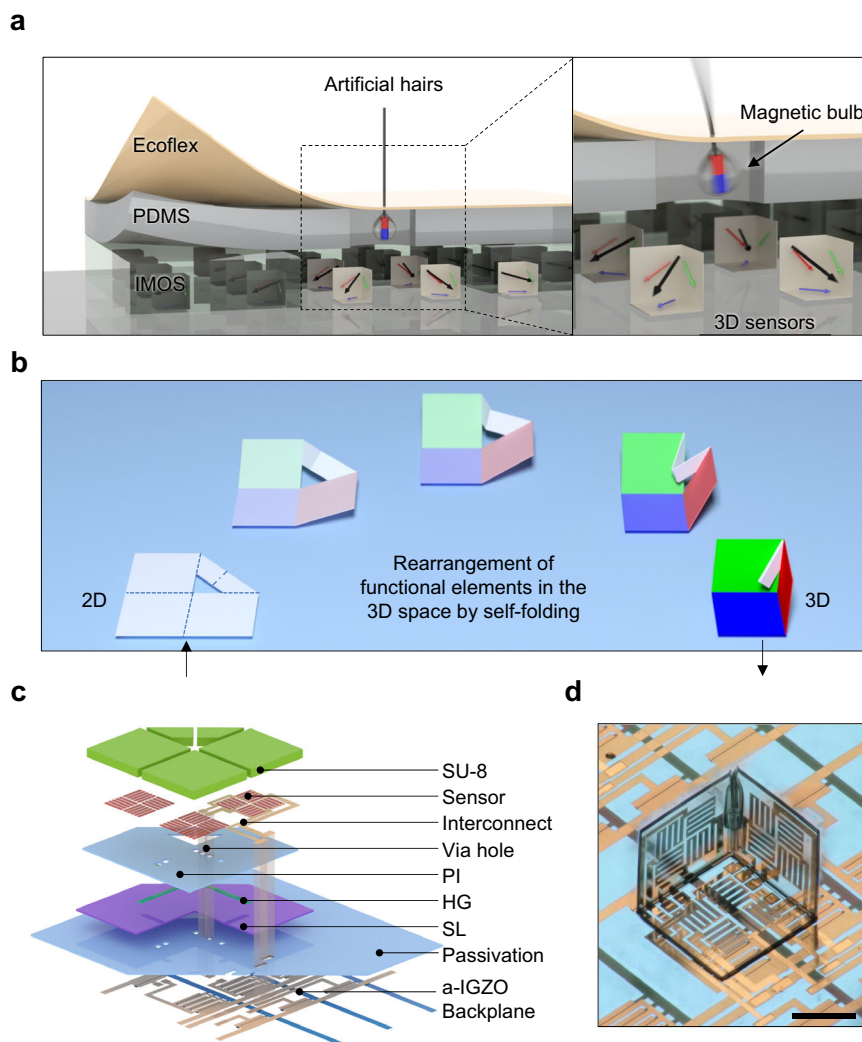 a
Artificial hairs
Ecoflex
PDMS
IMOS
Magnetic bulb
3D sensors
b
2D
Rearrangement of
functional elements in the
3D space by self-folding
3D
c
SU-8
Sensor
Interconnect
Via hole
PI
HG
SL
Passivation
a-IGZO
Backplane
d